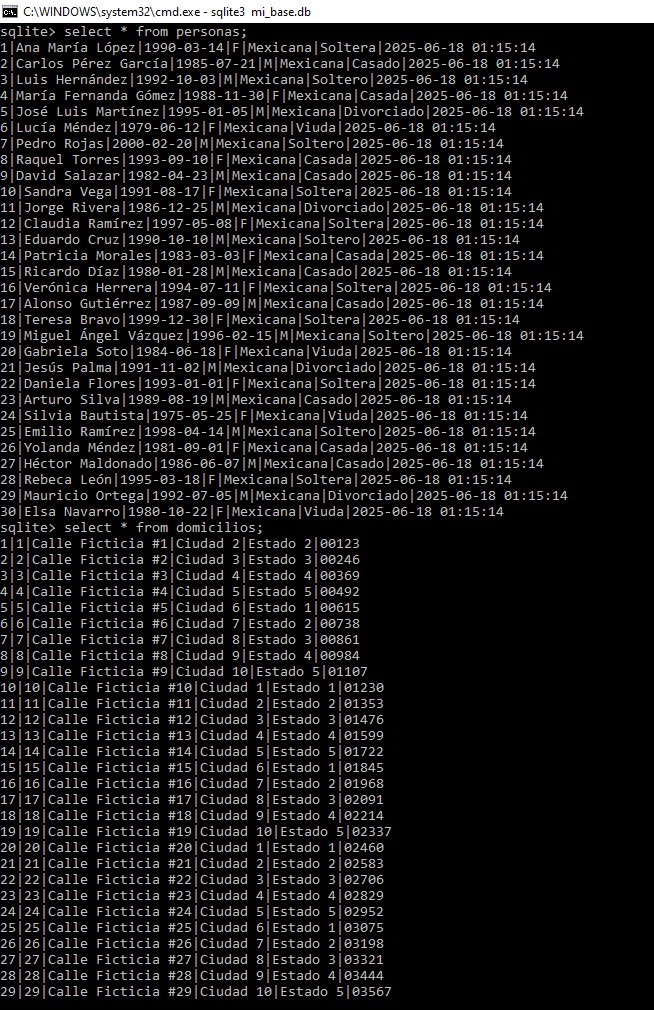 C:\WINDOWS\system32\cmd.exe - sqlite3 mi_base.db
sqlite> select * from personas;
1|Ana María López|1990-03-14|F|Mexicana|Soltera|2025-06-18 01:15:14
2|Carlos Pérez García|1985-07-21|M|Mexicana|Casado|2025-06-18 01:15:14
3|Luis Hernández|1992-10-03|M|Mexicana|Soltero|2025-06-18 01:15:14
4|María Fernanda Gómez|1988-11-30|F|Mexicana|Casada|2025-06-18 01:15:14
5|José Luis Martínez|1995-01-05|M|Mexicana|Divorciado|2025-06-18 01:15:14
6|Lucía Méndez|1979-06-12|F|Mexicana|Viuda|2025-06-18 01:15:14
7|Pedro Rojas|2000-02-20|M|Mexicana|Soltero|2025-06-18 01:15:14
8|Raquel Torres|1993-09-10|F|Mexicana|Casada|2025-06-18 01:15:14
9|David Salazar|1982-04-23|M|Mexicana|Casado|2025-06-18 01:15:14
10|Sandra Vega|1991-08-17|F|Mexicana|Soltera|2025-06-18 01:15:14
11|Jorge Rivera|1986-12-25|M|Mexicana|Divorciado|2025-06-18 01:15:14
12|Claudia Ramírez|1997-05-08|F|Mexicana|Soltera|2025-06-18 01:15:14
13|Eduardo Cruz|1990-10-10|M|Mexicana|Soltero|2025-06-18 01:15:14
14|Patricia Morales|1983-03-03|F|Mexicana|Casada|2025-06-18 01:15:14
15|Ricardo Díaz|1980-01-28|M|Mexicana|Casado|2025-06-18 01:15:14
16|Verónica Herrera|1994-07-11|F|Mexicana|Soltera|2025-06-18 01:15:14
17|Alonso Gutiérrez|1987-09-09|M|Mexicana|Casado|2025-06-18 01:15:14
18|Teresa Bravo|1999-12-30|F|Mexicana|Soltera|2025-06-18 01:15:14
19|Miguel Ángel Vázquez|1996-02-15|M|Mexicana|Soltero|2025-06-18 01:15:14
20|Gabriela Soto|1984-06-18|F|Mexicana|Viuda|2025-06-18 01:15:14
21|Jesús Palma|1991-11-02|M|Mexicana|Divorciado|2025-06-18 01:15:14
22|Daniela Flores|1993-01-01|F|Mexicana|Soltera|2025-06-18 01:15:14
23|Arturo Silva|1989-08-19|M|Mexicana|Casado|2025-06-18 01:15:14
24|Silvia Bautista|1975-05-25|F|Mexicana|Viuda|2025-06-18 01:15:14
25|Emilio Ramírez|1998-04-14|M|Mexicana|Soltero|2025-06-18 01:15:14
26|Yolanda Méndez|1981-09-01|F|Mexicana|Casada|2025-06-18 01:15:14
27|Héctor Maldonado|1986-06-07|M|Mexicana|Casado|2025-06-18 01:15:14
28|Rebeca León|1995-03-18|F|Mexicana|Soltera|2025-06-18 01:15:14
29|Mauricio Ortega|1992-07-05|M|Mexicana|Divorciado|2025-06-18 01:15:14
30|Elsa Navarro|1980-10-22|F|Mexicana|Viuda|2025-06-18 01:15:14
sqlite> select * from domicilios;
1|1|Calle Ficticia #1|Ciudad 2|Estado 2|00123
2|2|Calle Ficticia #2|Ciudad 3|Estado 3|00246
3|3|Calle Ficticia #3|Ciudad 4|Estado 4|00369
4|4|Calle Ficticia #4|Ciudad 5|Estado 5|00492
5|5|Calle Ficticia #5|Ciudad 6|Estado 1|00615
6|6|Calle Ficticia #6|Ciudad 7|Estado 2|00738
7|7|Calle Ficticia #7|Ciudad 8|Estado 3|00861
8|8|Calle Ficticia #8|Ciudad 9|Estado 4|00984
9|9|Calle Ficticia #9|Ciudad 10|Estado 5|01107
10|10|Calle Ficticia #10|Ciudad 1|Estado 1|01230
11|11|Calle Ficticia #11|Ciudad 2|Estado 2|01353
12|12|Calle Ficticia #12|Ciudad 3|Estado 3|01476
13|13|Calle Ficticia #13|Ciudad 4|Estado 4|01599
14|14|Calle Ficticia #14|Ciudad 5|Estado 5|01722
15|15|Calle Ficticia #15|Ciudad 6|Estado 1|01845
16|16|Calle Ficticia #16|Ciudad 7|Estado 2|01968
17|17|Calle Ficticia #17|Ciudad 8|Estado 3|02091
18|18|Calle Ficticia #18|Ciudad 9|Estado 4|02214
19|19|Calle Ficticia #19|Ciudad 10|Estado 5|02337
20|20|Calle Ficticia #20|Ciudad 1|Estado 1|02460
21|21|Calle Ficticia #21|Ciudad 2|Estado 2|02583
22|22|Calle Ficticia #22|Ciudad 3|Estado 3|02706
23|23|Calle Ficticia #23|Ciudad 4|Estado 4|02829
24|24|Calle Ficticia #24|Ciudad 5|Estado 5|02952
25|25|Calle Ficticia #25|Ciudad 6|Estado 1|03075
26|26|Calle Ficticia #26|Ciudad 7|Estado 2|03198
27|27|Calle Ficticia #27|Ciudad 8|Estado 3|03321
28|28|Calle Ficticia #28|Ciudad 9|Estado 4|03444
29|29|Calle Ficticia #29|Ciudad 10|Estado 5|03567